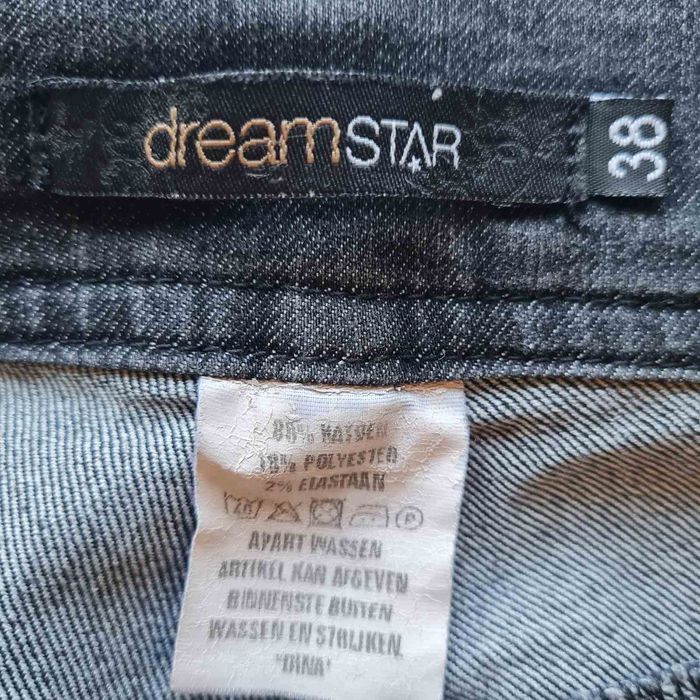 dreamSTAR
38
80% KATOEN
18% POLYESTER
2% ELASTAAN
APART WASSEN
ARTIKEL KAN AFGEVEN
BINNENSTE BUITEN
WASSEN EN STRIJKEN.
"DINA"